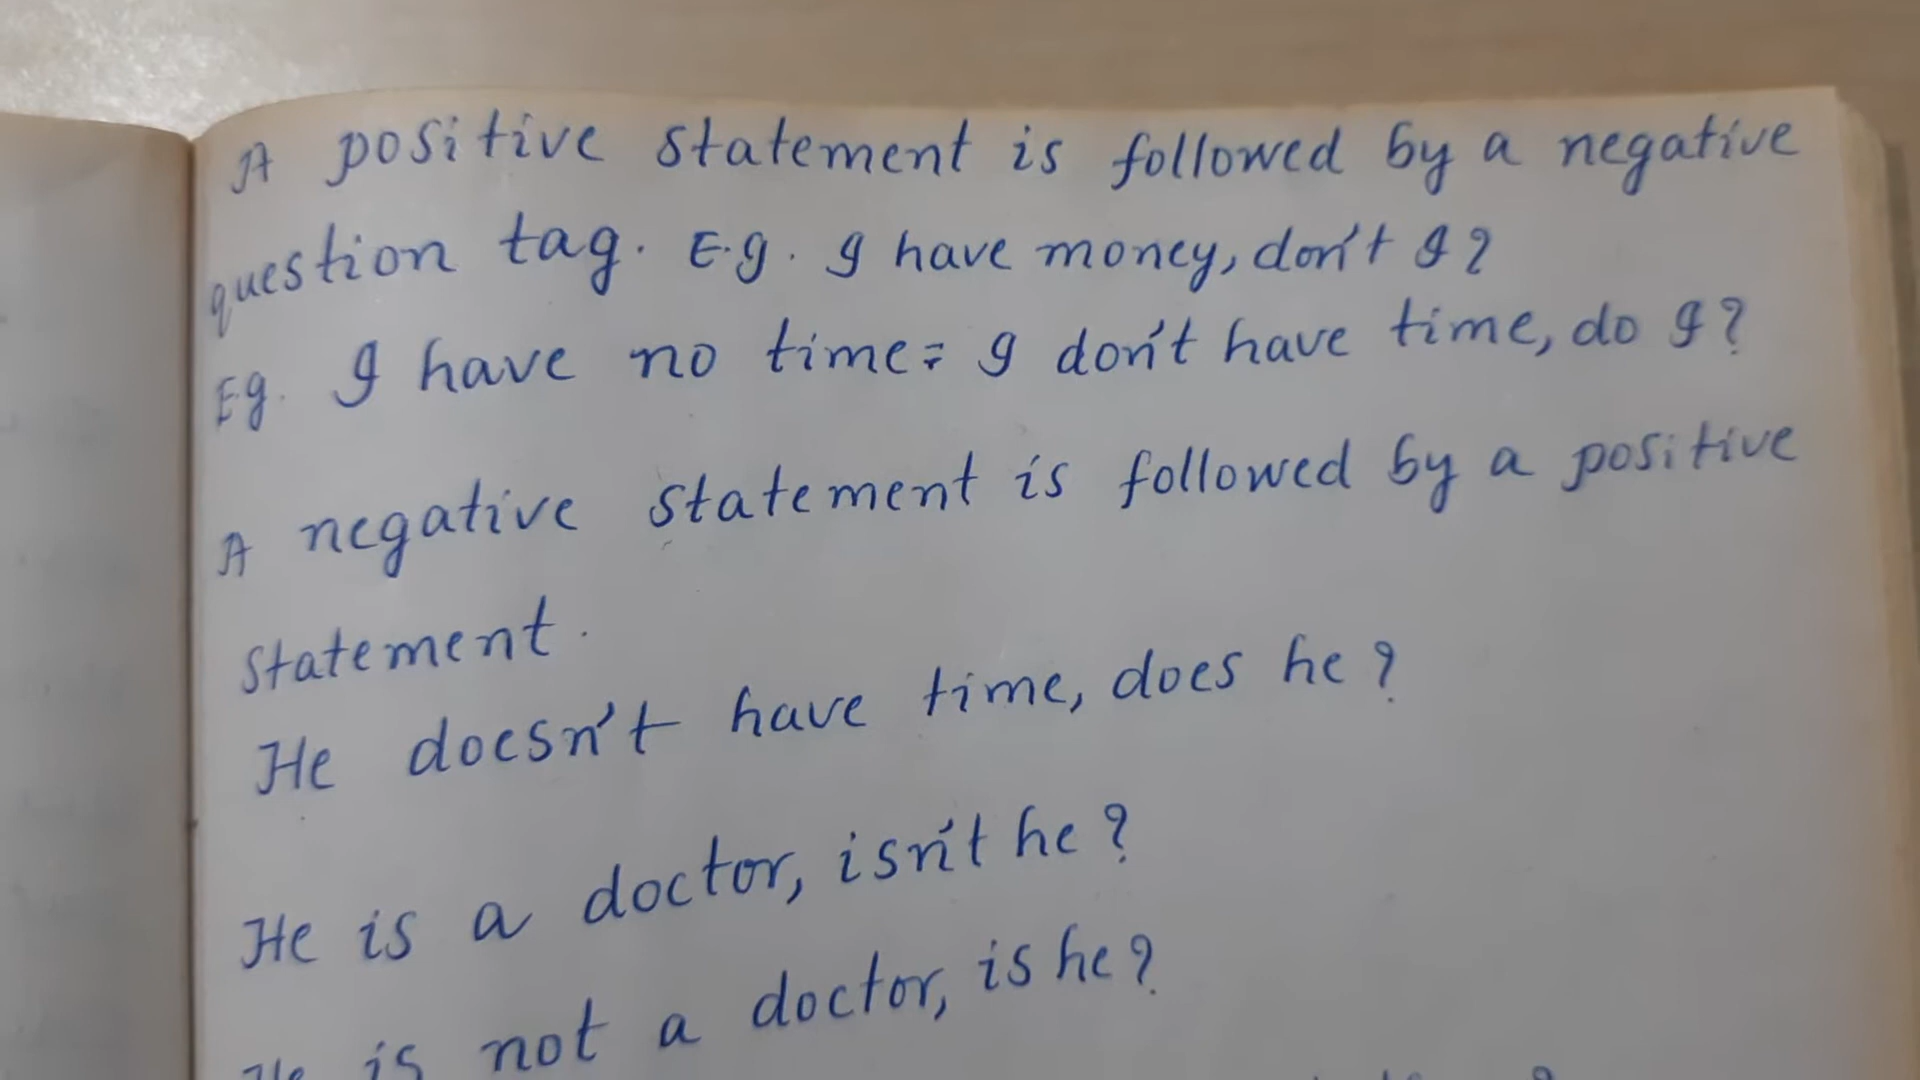 A positive statement is followed by a negative
question tag. E.g. I have money, don't I?
Eg. I have no time = I don't have time, do I?
A negative statement is followed by a positive
statement.
He doesn't have time, does he?
He is a doctor, isn't he?
He is not a doctor, is he?